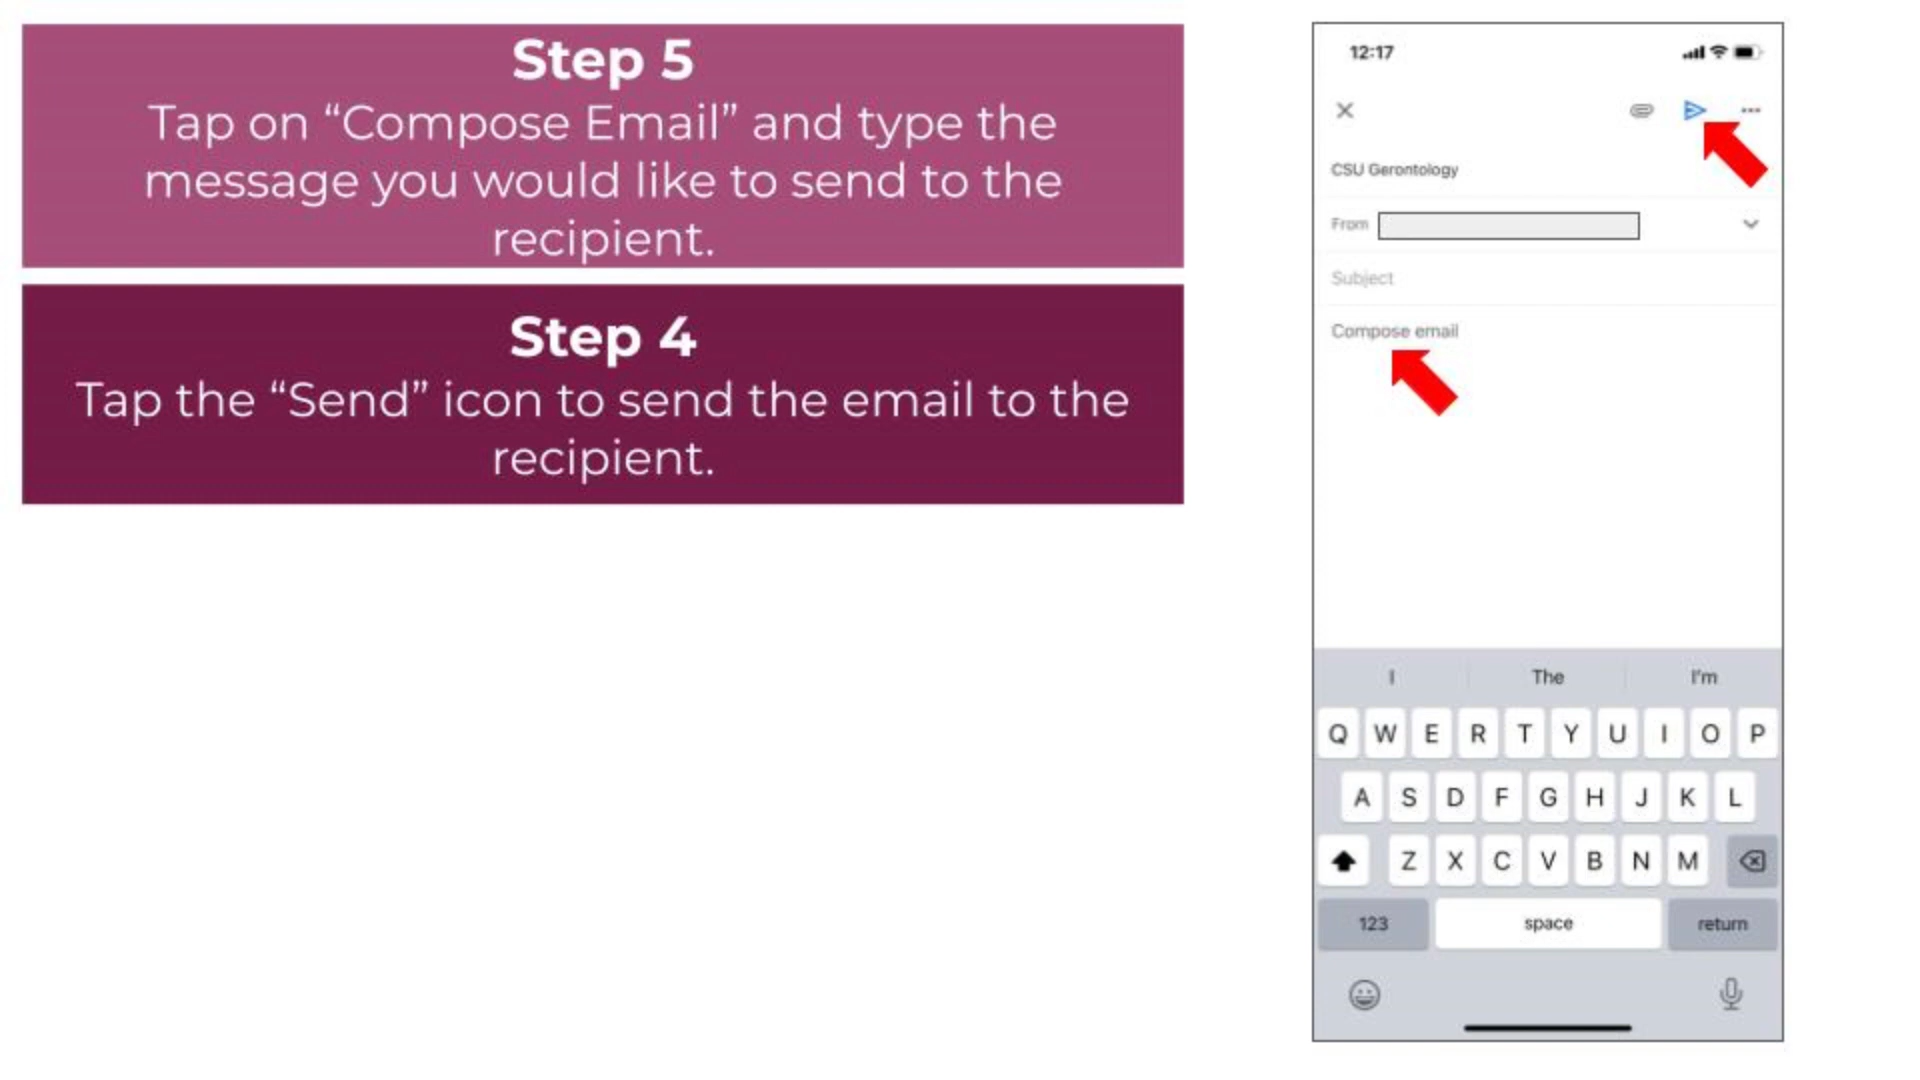 Step 5
Tap on “Compose Email” and type the
message you would like to send to the
recipient.
Step 4
Tap the “Send” icon to send the email to the
recipient.
12:17
CSU Gerontology
From
Subject
Compose email
I The I'm
Q W E R T Y U I O P
A S D F G H J K L
Z X C V B N M
123 space return